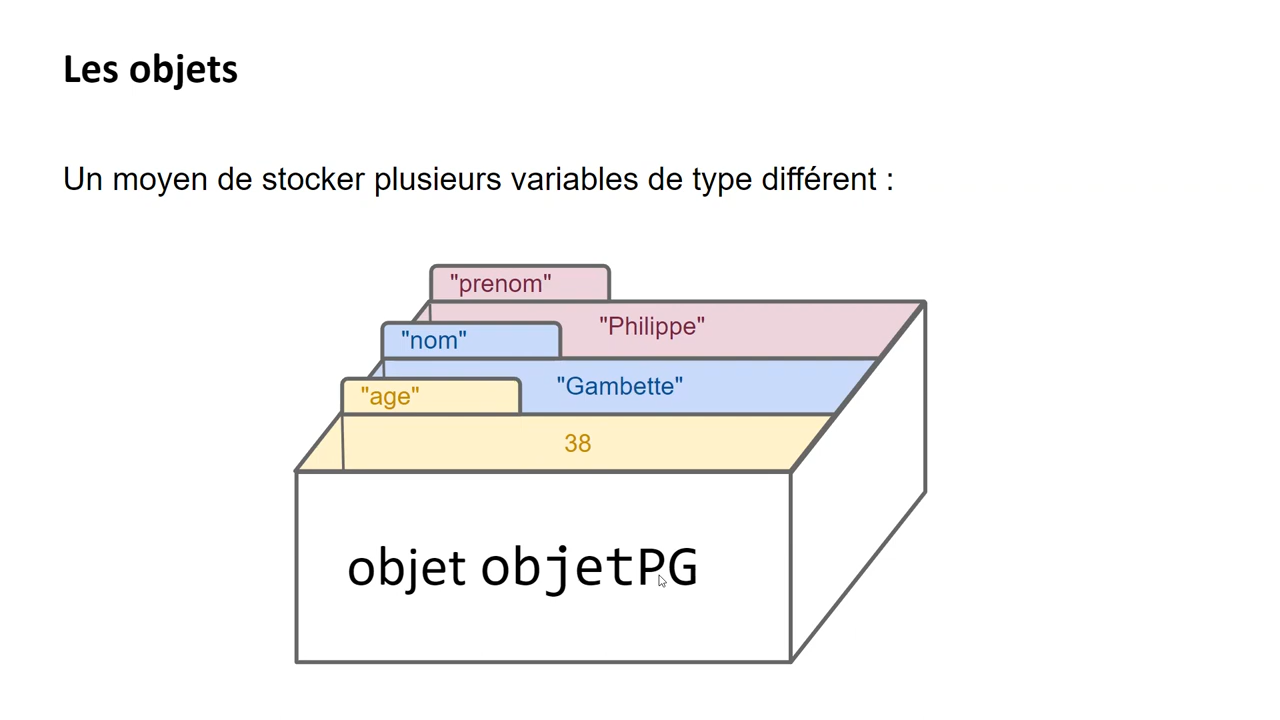 Les objets
Un moyen de stocker plusieurs variables de type différent :
"prenom"
"Philippe"
"nom"
"Gambette"
"age"
38
objet objetPG